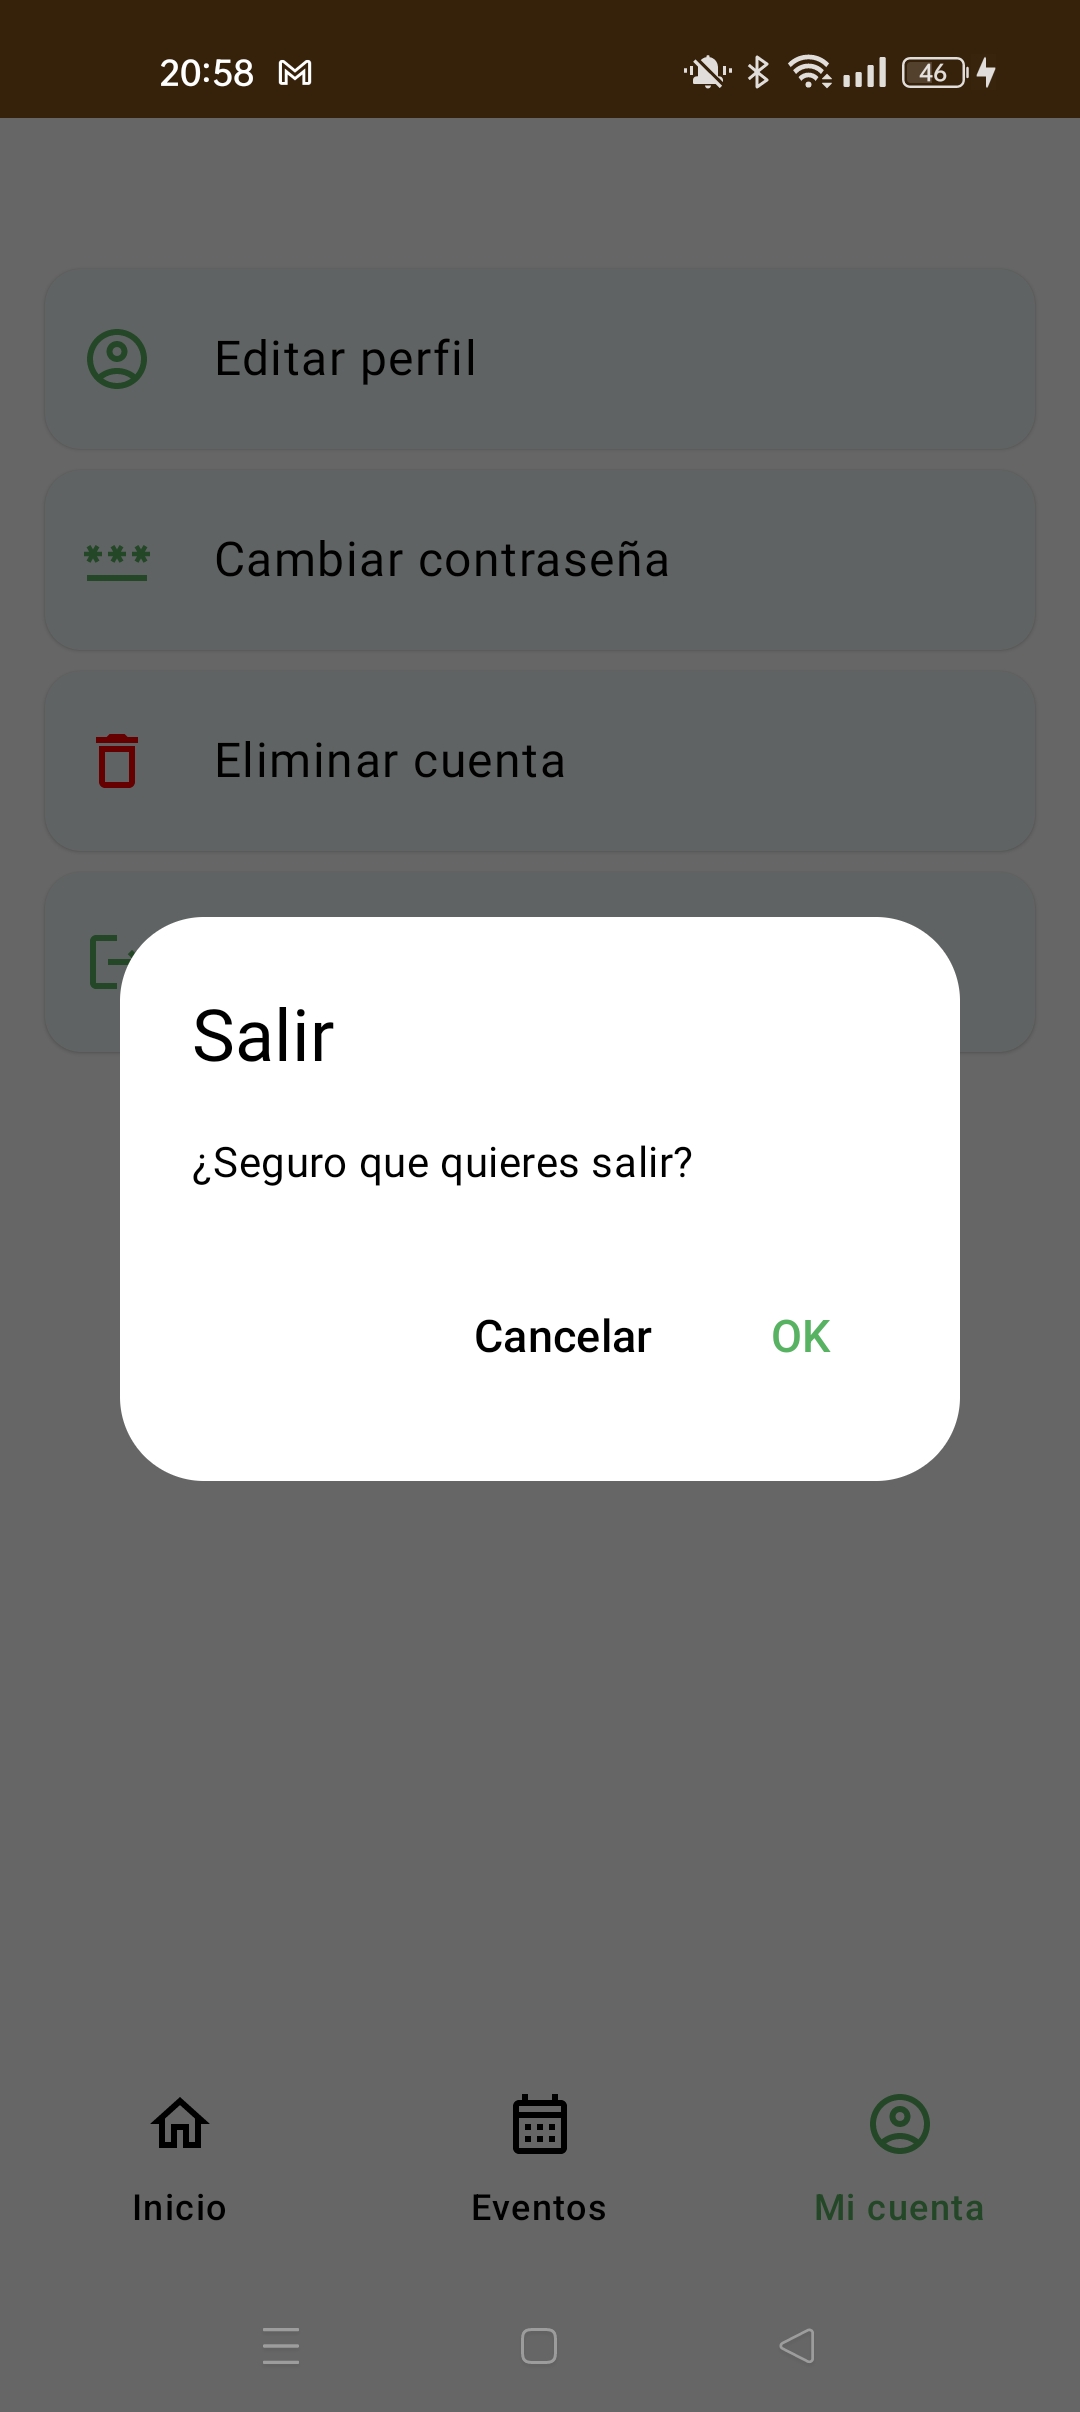 20:58
46
Editar perfil
Cambiar contraseña
Eliminar cuenta
Salir
¿Seguro que quieres salir?
Cancelar OK
Inicio Eventos Mi cuenta